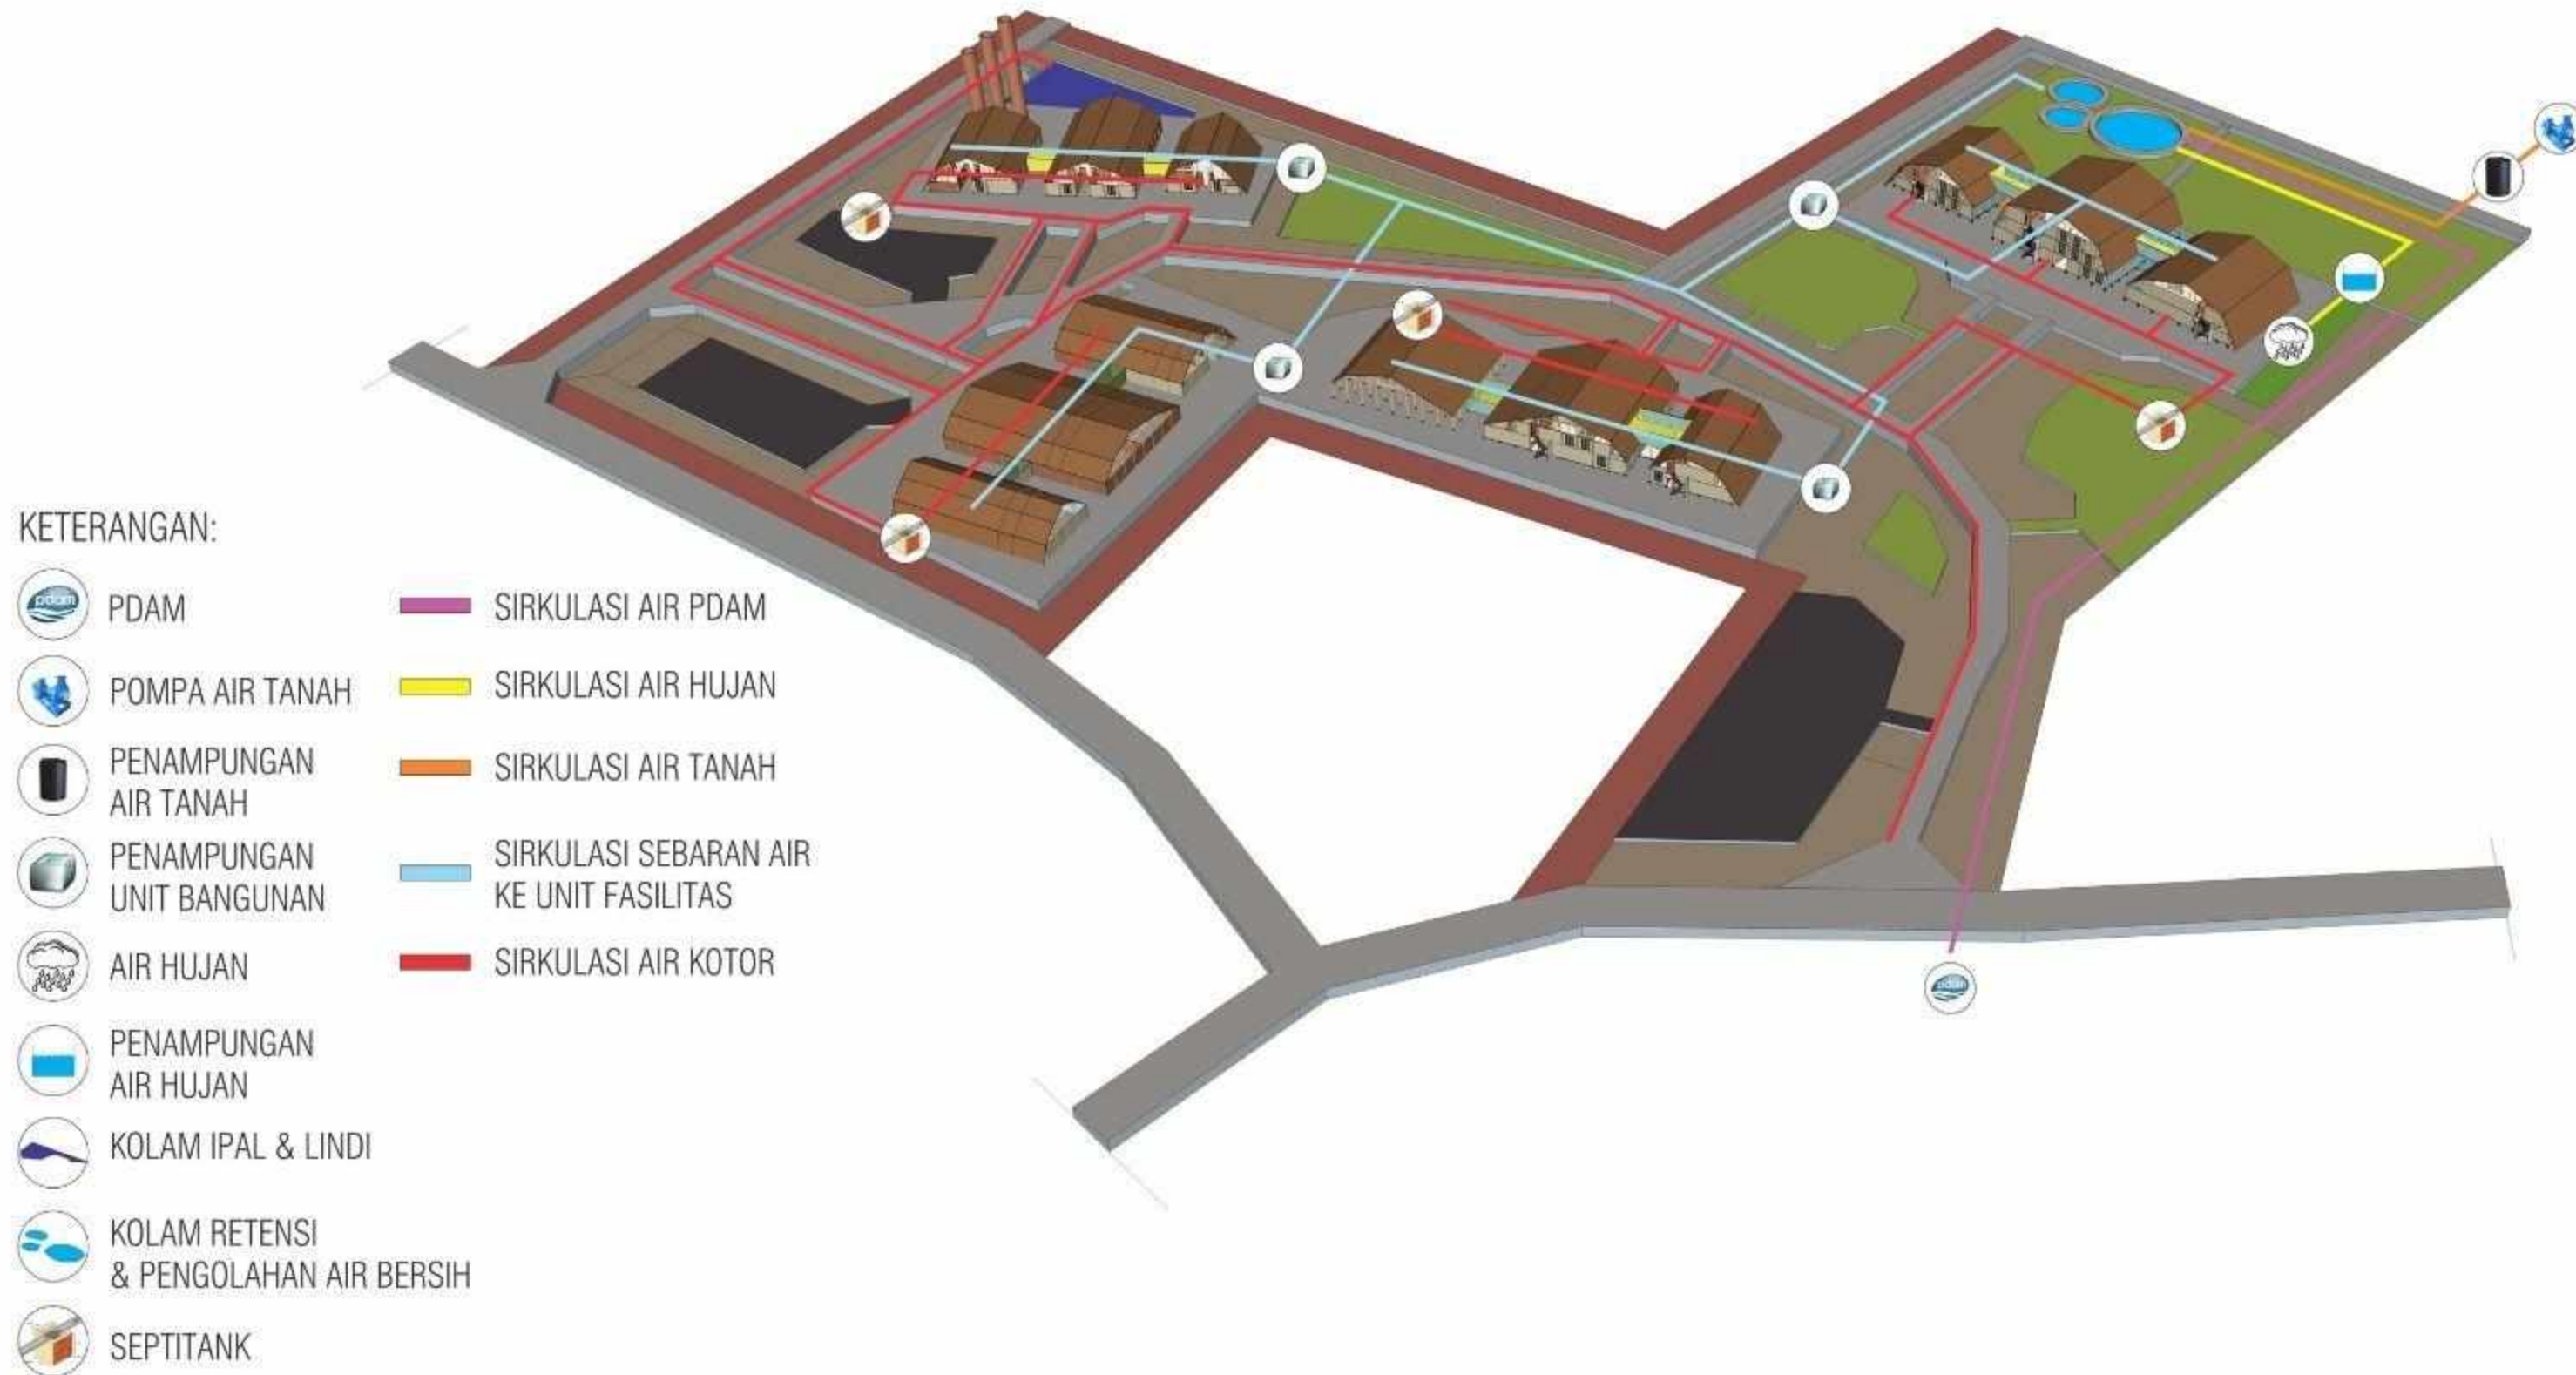 KETERANGAN:
pdam
PDAM
POMPA AIR TANAH
PENAMPUNGAN
AIR TANAH
PENAMPUNGAN
UNIT BANGUNAN
AIR HUJAN
PENAMPUNGAN
AIR HUJAN
KOLAM IPAL & LINDI
KOLAM RETENSI
& PENGOLAHAN AIR BERSIH
SEPTITANK
SIRKULASI AIR PDAM
SIRKULASI AIR HUJAN
SIRKULASI AIR TANAH
SIRKULASI SEBARAN AIR
KE UNIT FASILITAS
SIRKULASI AIR KOTOR
pdam